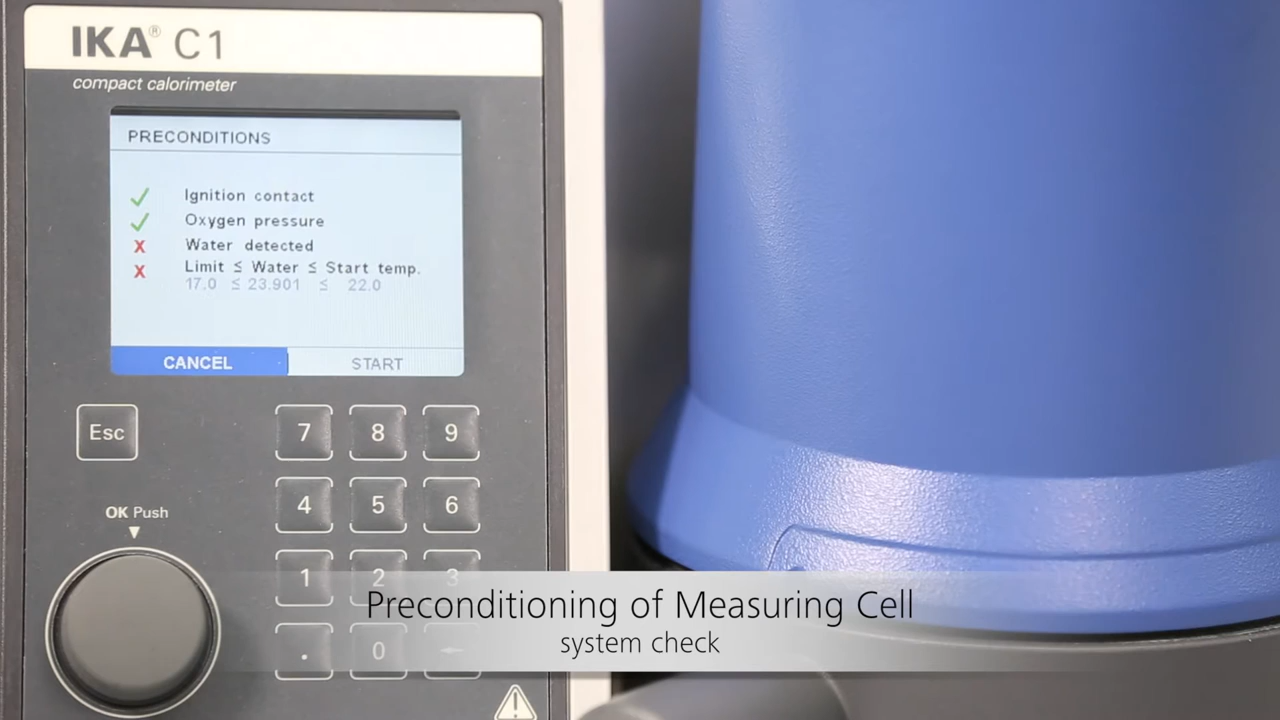 IKA® C1
compact calorimeter
PRECONDITIONS
✓ Ignition contact
✓ Oxygen pressure
X Water detected
X Limit ≤ Water ≤ Start temp.
17.0 ≤ 23.901 ≤ 22.0
CANCEL START
Esc
7 8 9
OK Push
4 5 6
1 2 3
. 0
Preconditioning of Measuring Cell
system check